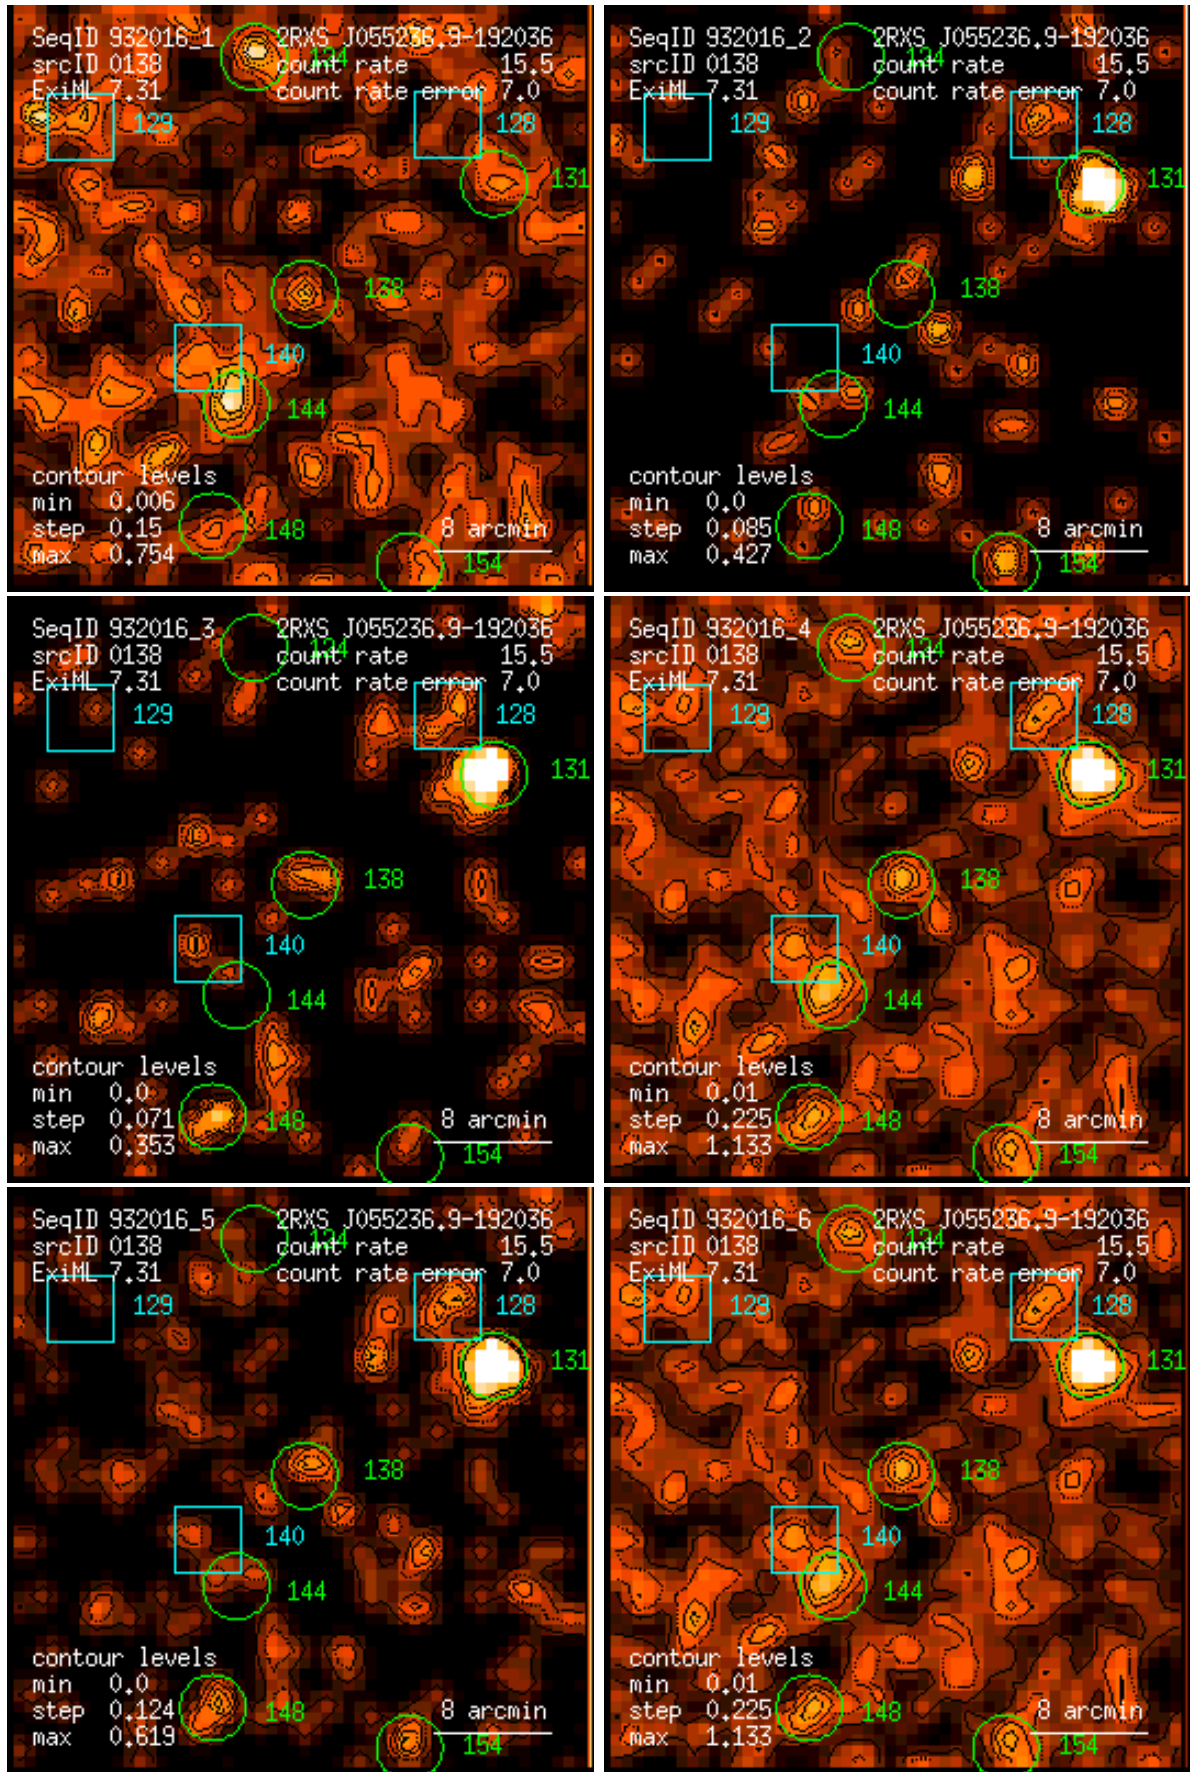 SeqID 932016_1 2RXS J055236.9-192036
srcID 0138 count rate 15.5
124
ExiML 7.31 count rate error 7.0
129 128
131
138
140
144
contour levels
min 0.006
step 0.15 148 8 arcmin
max 0.754 154
SeqID 932016_2 2RXS J055236.9-192036
srcID 0138 count rate 15.5
124
ExiML 7.31 count rate error 7.0
129 128
131
138
140
144
contour levels
min 0.0
step 0.085 148 8 arcmin
max 0.427 154
SeqID 932016_3 2RXS J055236.9-192036
srcID 0138 count rate 15.5
124
ExiML 7.31 count rate error 7.0
129 128
131
138
140
144
contour levels
min 0.0
step 0.071 148 8 arcmin
max 0.353 154
SeqID 932016_4 2RXS J055236.9-192036
srcID 0138 count rate 15.5
124
ExiML 7.31 count rate error 7.0
129 128
131
138
140
144
contour levels
min 0.01
step 0.225 148 8 arcmin
max 1.133 154
SeqID 932016_5 2RXS J055236.9-192036
srcID 0138 count rate 15.5
124
ExiML 7.31 count rate error 7.0
129 128
131
138
140
144
contour levels
min 0.0
step 0.124 148 8 arcmin
max 0.619 154
SeqID 932016_6 2RXS J055236.9-192036
srcID 0138 count rate 15.5
124
ExiML 7.31 count rate error 7.0
129 128
131
138
140
144
contour levels
min 0.01
step 0.225 148 8 arcmin
max 1.133 154